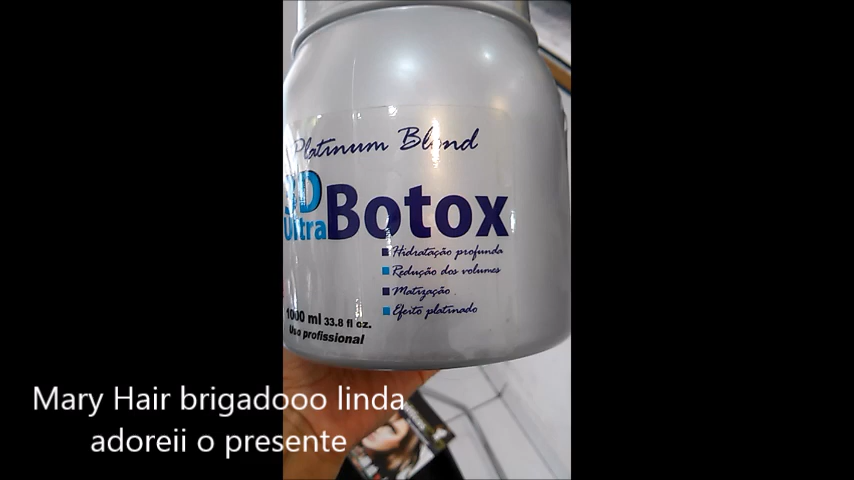 Platinum Blond
3D
Ultra
Botox
Hidratação profunda
Redução dos volumes
Matização
Efeito platinado
1000 ml 33.8 fl oz.
Uso profissional
Mary Hair brigadooo linda
adoreii o presente